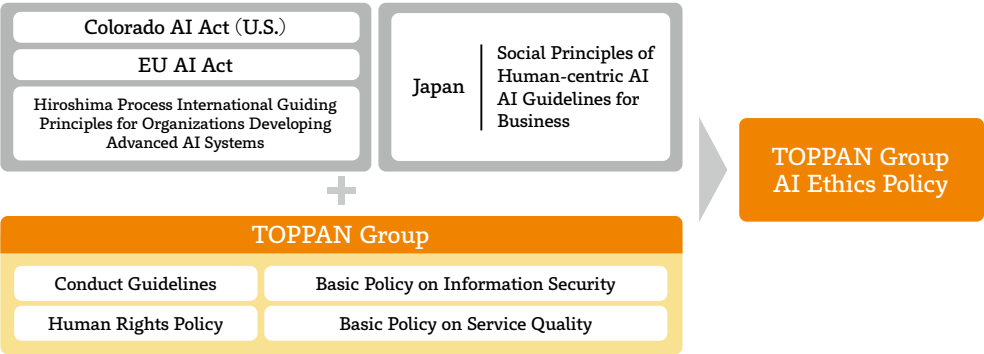 Colorado AI Act (U.S.)
EU AI Act
Hiroshima Process International Guiding
Principles for Organizations Developing
Advanced AI Systems
Japan
Social Principles of
Human-centric AI
AI Guidelines for
Business
TOPPAN Group
Conduct Guidelines
Basic Policy on Information Security
Human Rights Policy
Basic Policy on Service Quality
TOPPAN Group
AI Ethics Policy